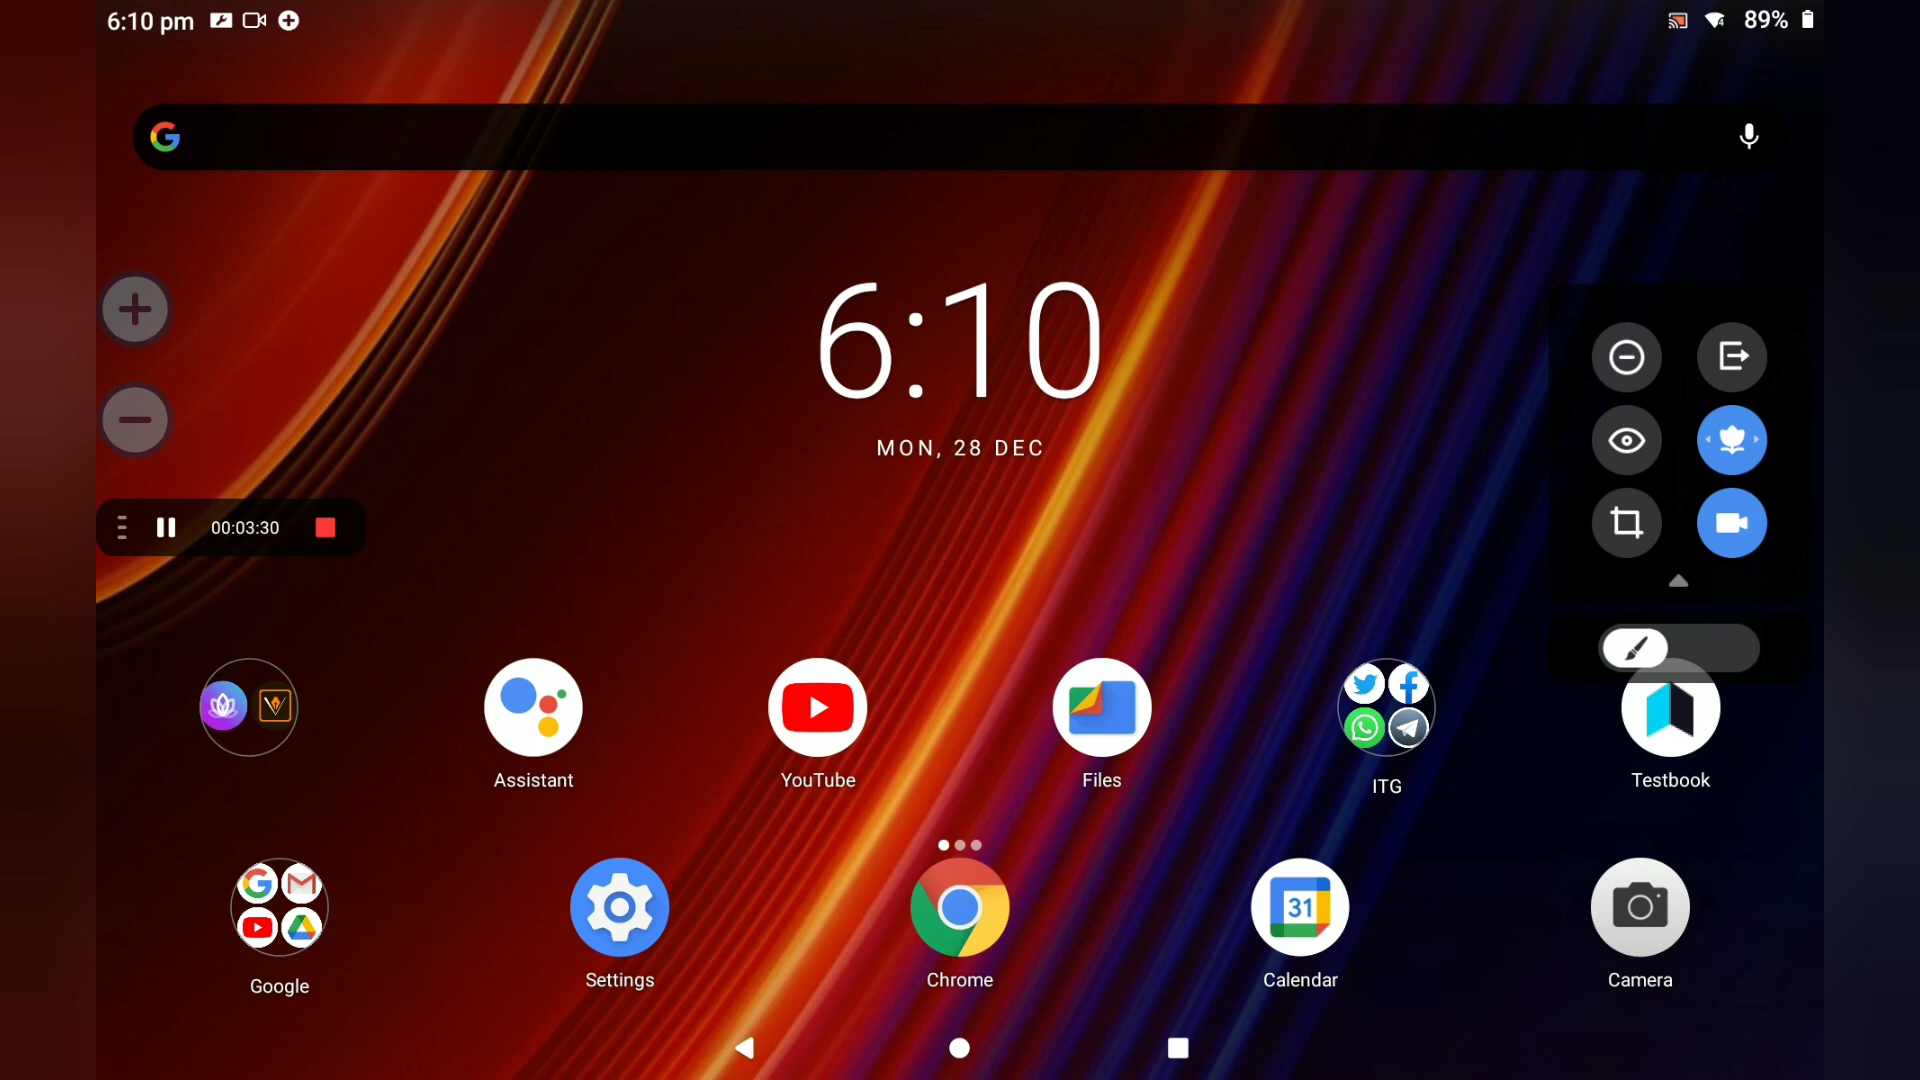 6:10 pm
89%
6:10
MON, 28 DEC
00:03:30
Assistant
YouTube
Files
ITG
Testbook
31
Google
Settings
Chrome
Calendar
Camera